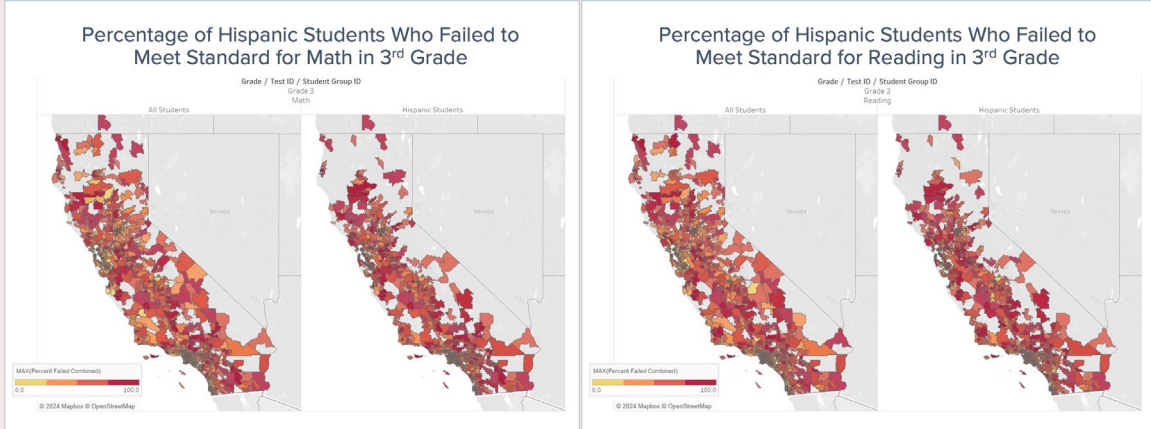 Percentage of Hispanic Students Who Failed to
Meet Standard for Math in 3rd Grade
Grade / Test ID / Student Group ID
Grade 3
Math
All Students
Hispanic Students
Nevada
Nevada
MAX(Percent Failed Combined)
0.0
100.0
© 2024 Mapbox © OpenStreetMap
Percentage of Hispanic Students Who Failed to
Meet Standard for Reading in 3rd Grade
Grade / Test ID / Student Group ID
Grade 3
Reading
All Students
Hispanic Students
Nevada
Nevada
MAX(Percent Failed Combined)
0.0
100.0
© 2024 Mapbox © OpenStreetMap